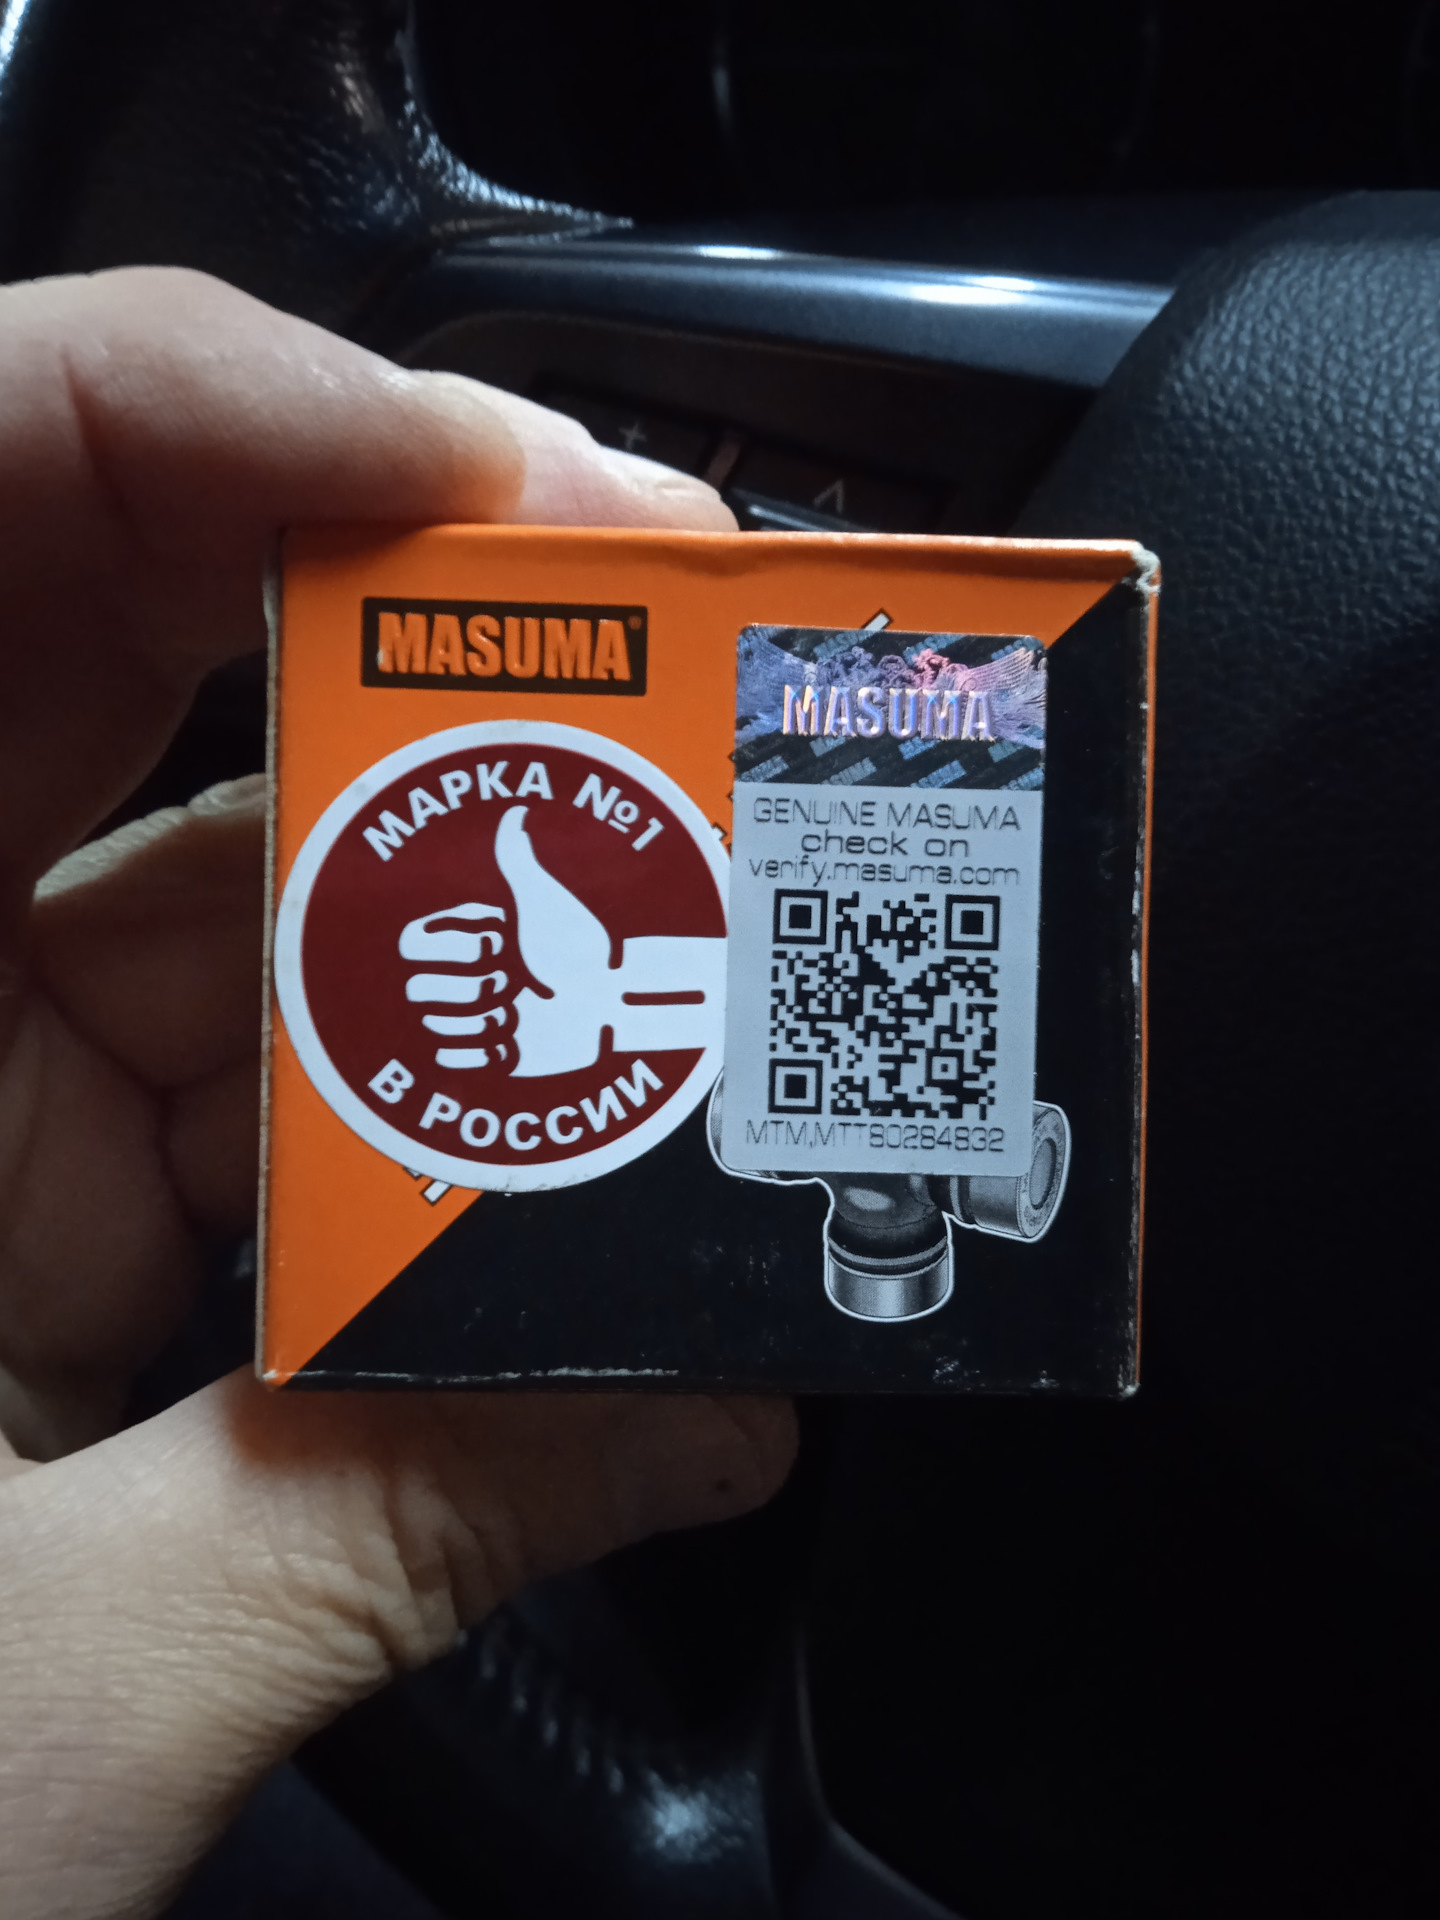 MASUMA®
МАРКА №1
В РОССИИ
MASUMA
GENUINE MASUMA
check on
verify.masuma.com
MTM,MTT80284832
+